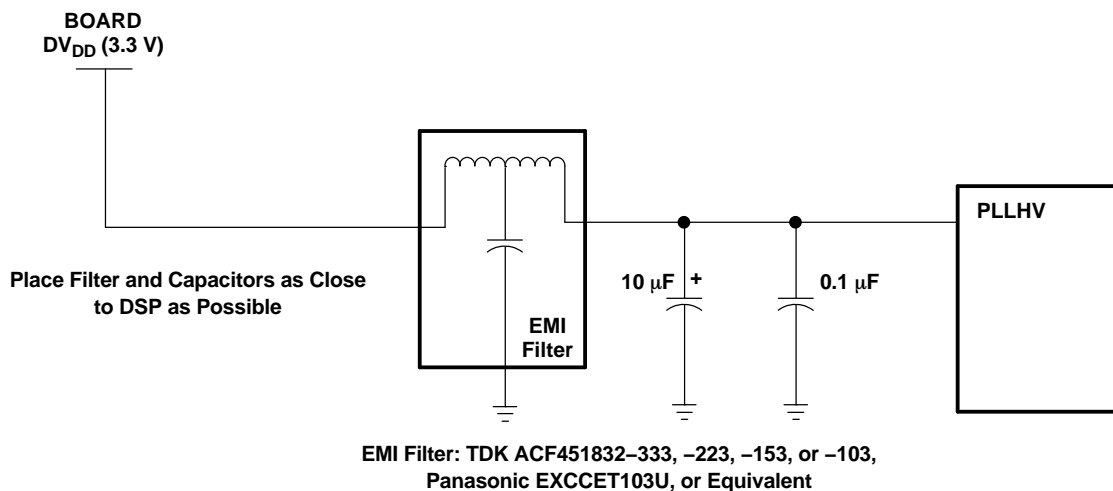 BOARD
DVDD (3.3 V)
PLLHV
Place Filter and Capacitors as Close
to DSP as Possible
10 μF +
0.1 μF
EMI
Filter
EMI Filter: TDK ACF451832–333, –223, –153, or –103,
Panasonic EXCCET103U, or Equivalent